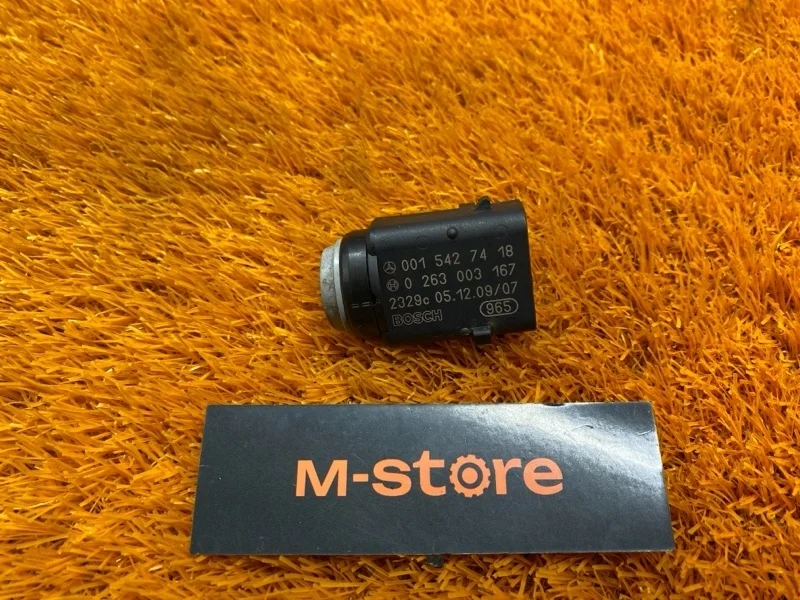 001 542 74 18
0 263 003 167
2329c 05.12.09/07
BOSCH 965
M-store